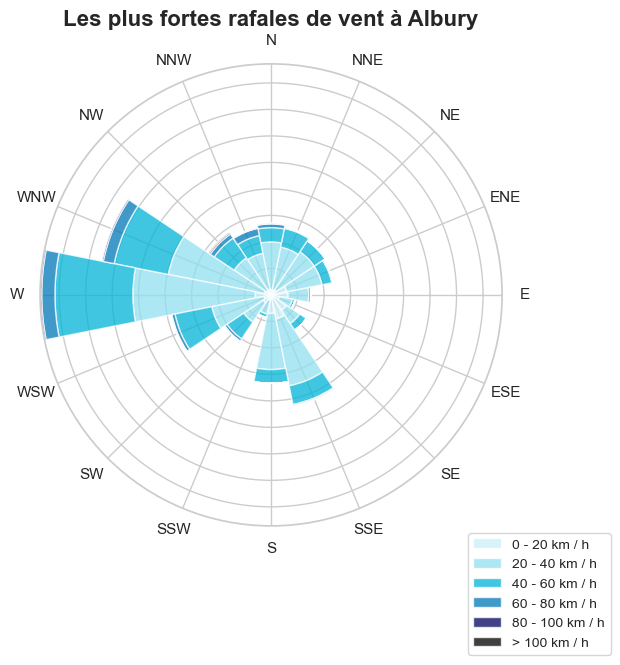 Les plus fortes rafales de vent à Albury
N
NNW
NNE
NW
NE
WNW
ENE
W
E
WSW
ESE
SW
SE
SSW
SSE
S
0 - 20 km / h
20 - 40 km / h
40 - 60 km / h
60 - 80 km / h
80 - 100 km / h
> 100 km / h